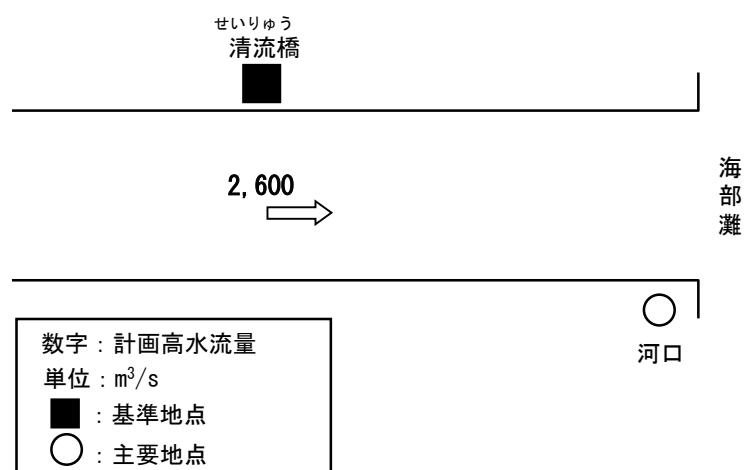 せいりゅう
清流橋
2,600
海部灘
河口
数字：計画高水流量
単位：m³/s
■：基準地点
○：主要地点